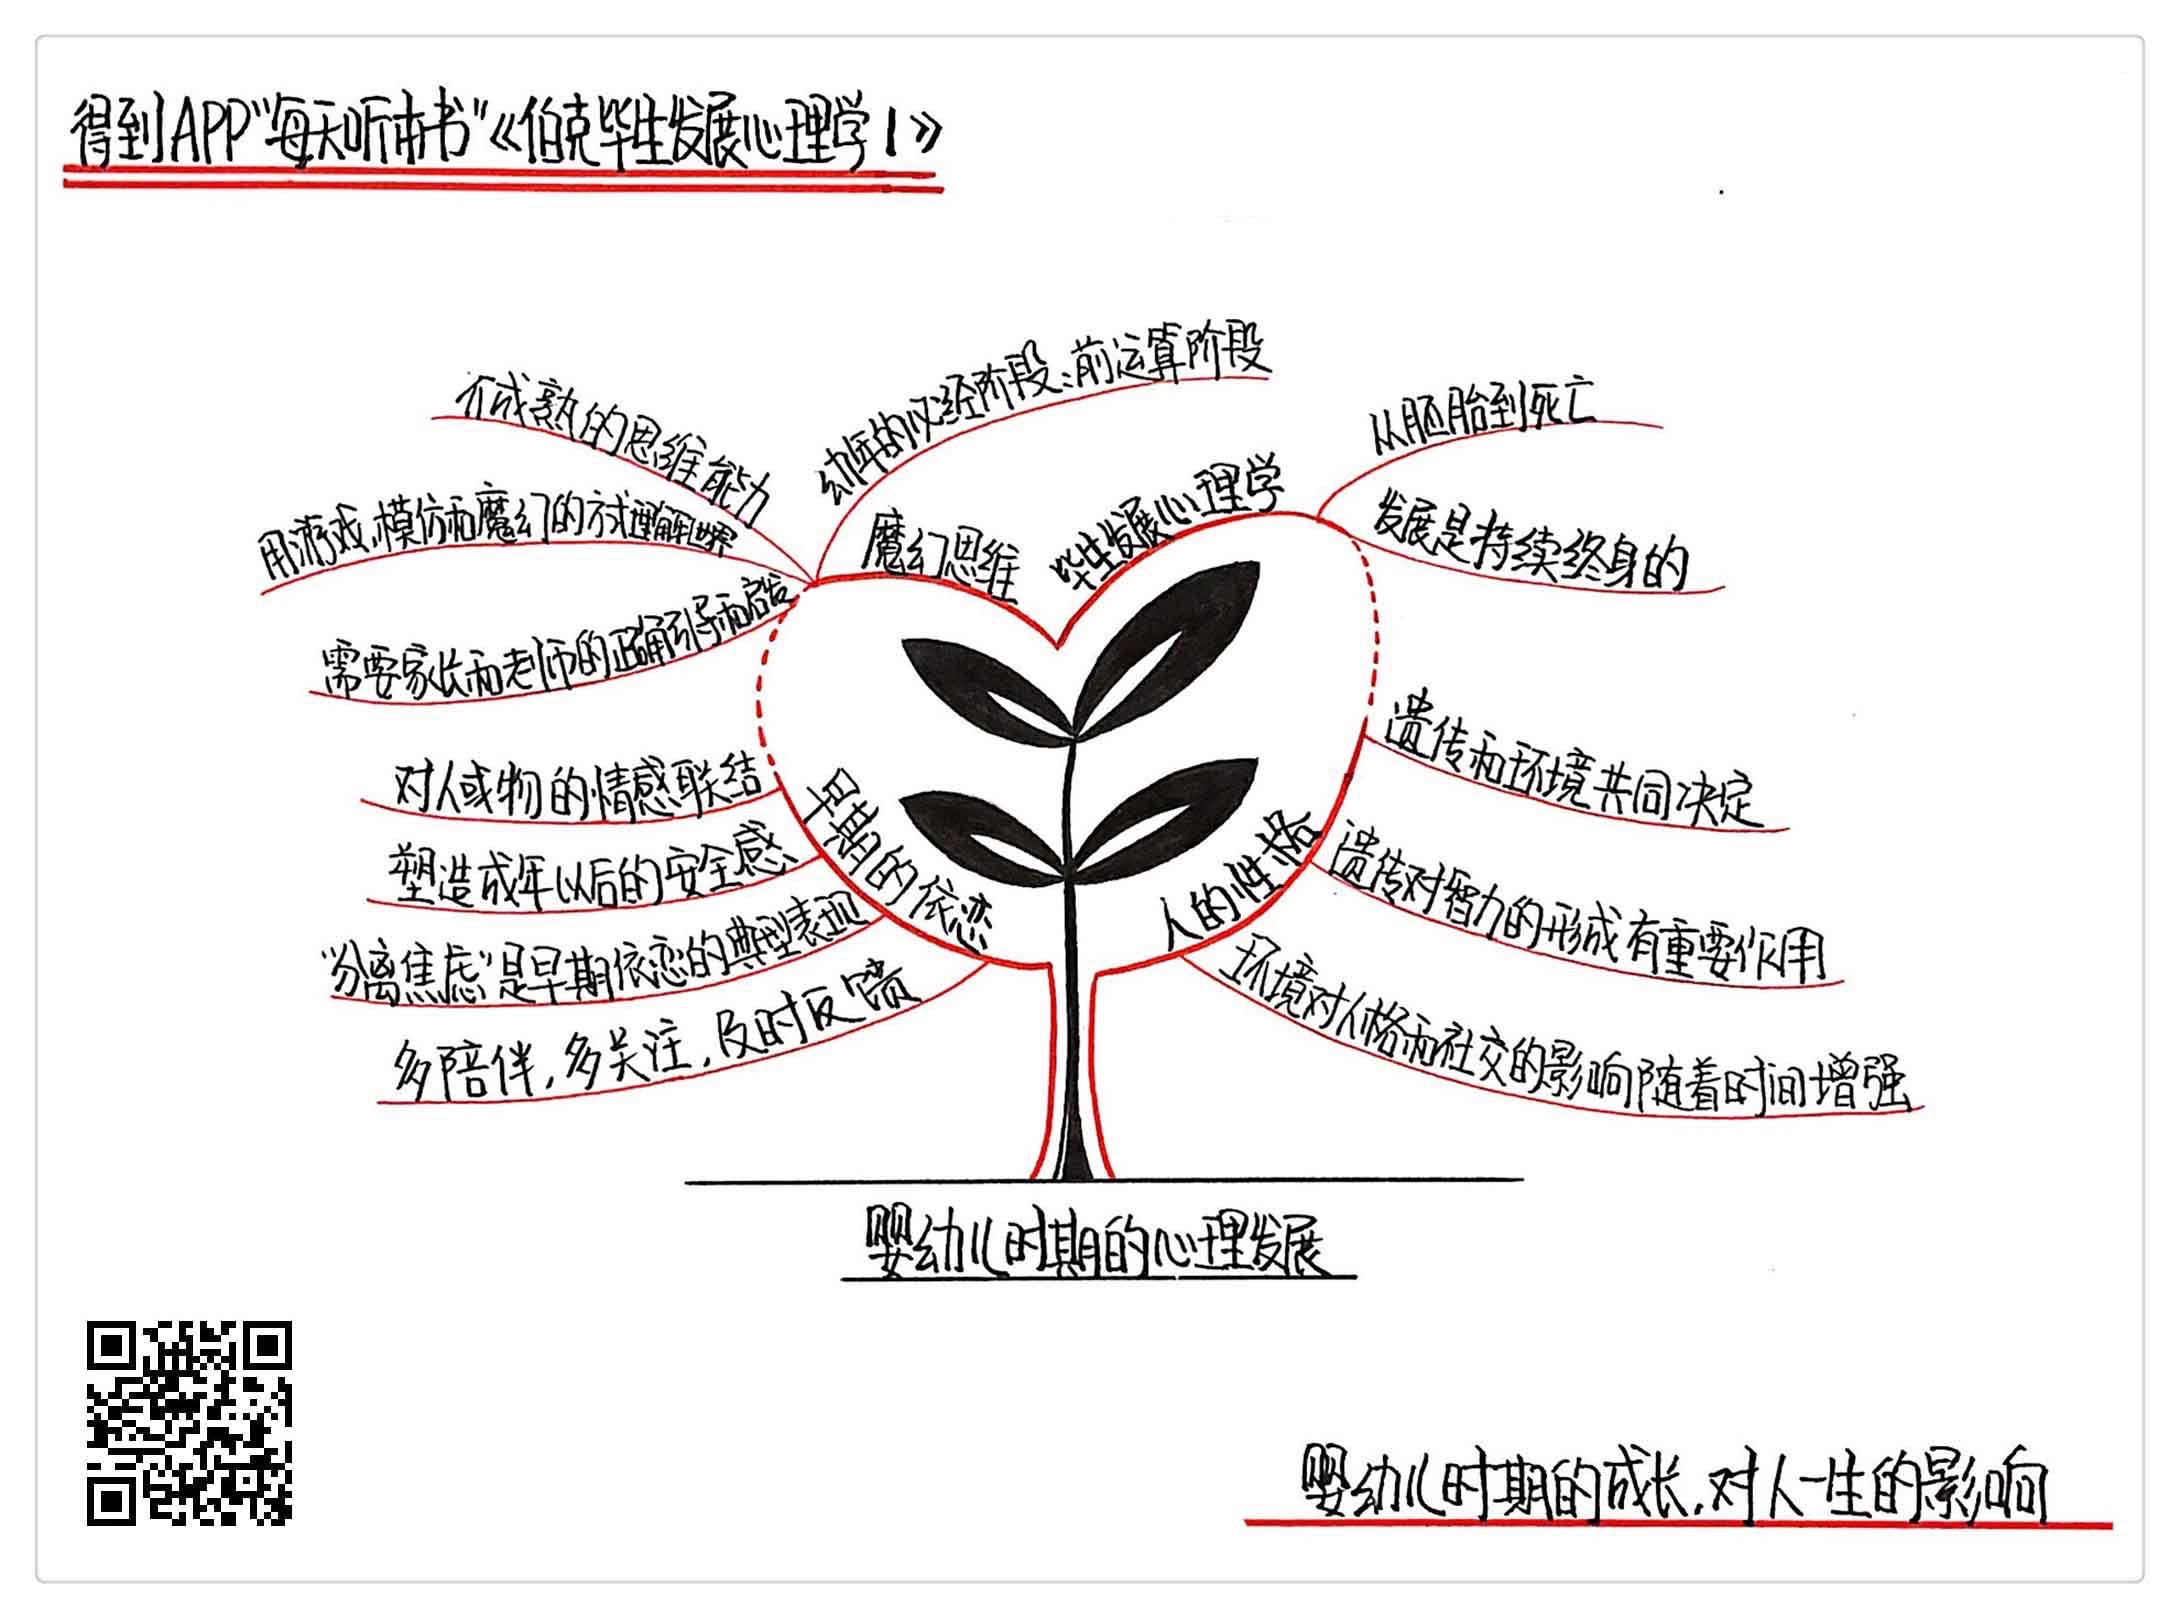 得到APP“每天听本书”《伯克毕生发展心理学1》
毕生发展心理学
从胚胎到死亡
发展是持续终身的
人的性格
遗传和环境共同决定
遗传对智力的形成有重要作用
环境对人格和社交的影响随着时间增强
早期的依恋
对人或物的情感联结
塑造成年以后的安全感
“分离焦虑”是早期依恋的典型表现
多陪伴,多关注,及时反馈
魔幻思维
幼年的必经阶段:前运算阶段
不成熟的思维能力
用游戏、模仿和魔幻的方式理解世界
需要家长和老师的正确引导和启发
婴幼儿时期的心理发展
婴幼儿时期的成长,对人一生的影响